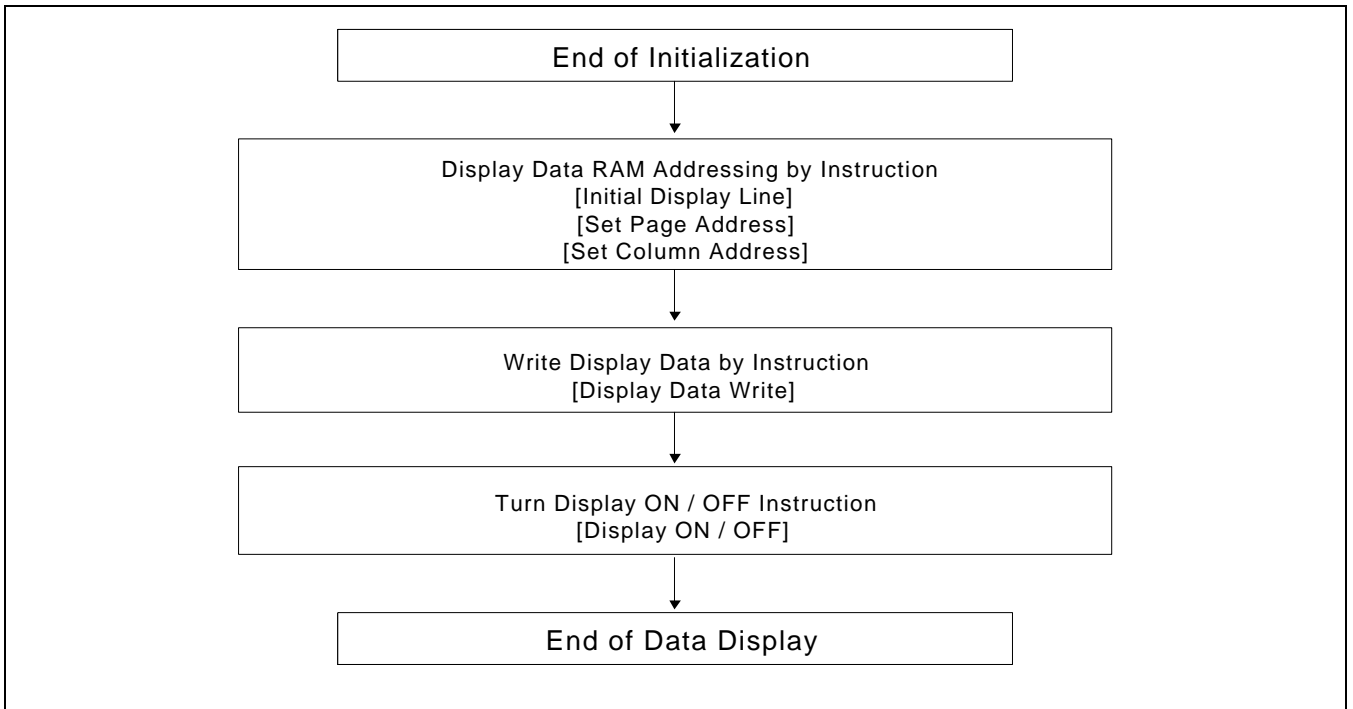 End of Initialization
Display Data RAM Addressing by Instruction
[Initial Display Line]
[Set Page Address]
[Set Column Address]
Write Display Data by Instruction
[Display Data Write]
Turn Display ON / OFF Instruction
[Display ON / OFF]
End of Data Display